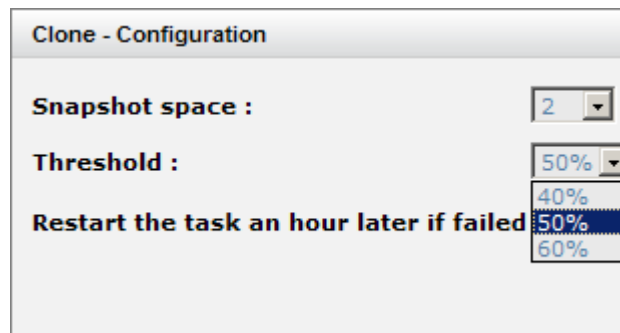 Clone - Configuration
Snapshot space : 2
Threshold : 50%
40%
Restart the task an hour later if failed 50%
60%